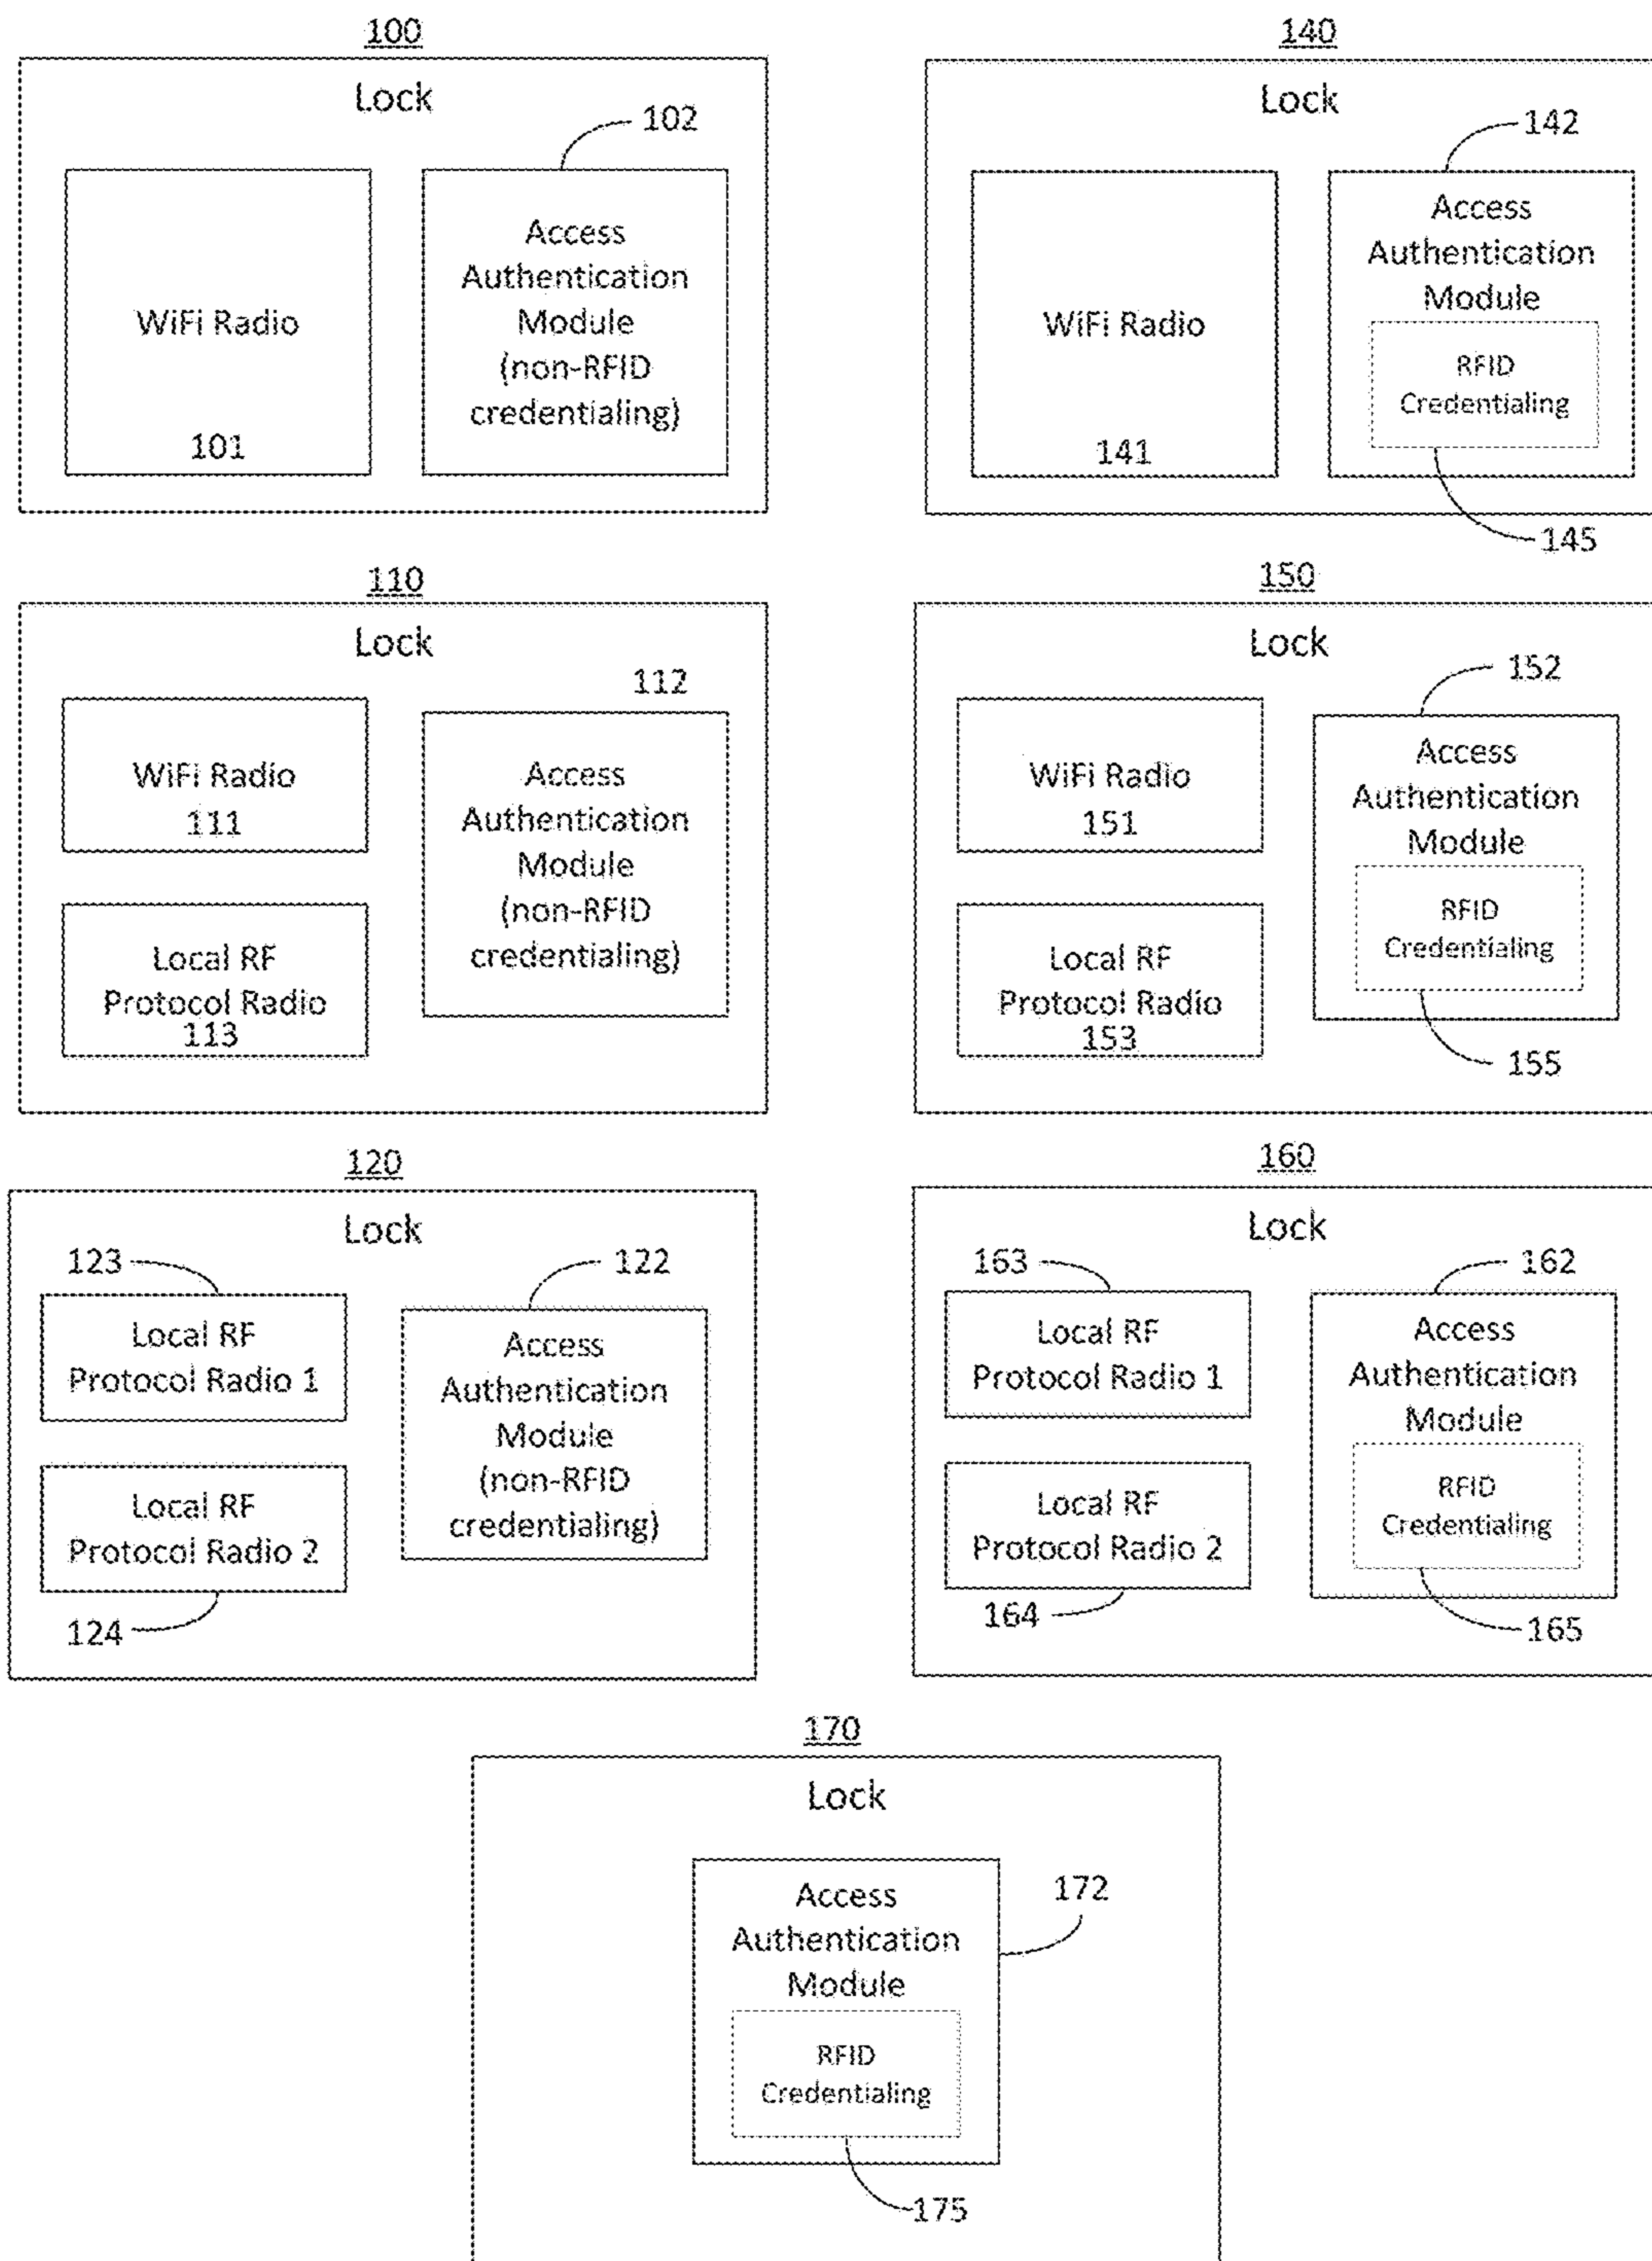 100
Lock
102
WiFi Radio
101
Access
Authentication
Module
(non-RFID
credentialing)
140
Lock
142
WiFi Radio
141
Access
Authentication
Module
RFID
Credentialing
145
110
Lock
112
WiFi Radio
111
Local RF
Protocol Radio
113
Access
Authentication
Module
(non-RFID
credentialing)
150
Lock
152
WiFi Radio
151
Local RF
Protocol Radio
153
Access
Authentication
Module
RFID
Credentialing
155
120
Lock
123
122
Local RF
Protocol Radio 1
Local RF
Protocol Radio 2
124
Access
Authentication
Module
(non-RFID
credentialing)
160
Lock
163
162
Local RF
Protocol Radio 1
Local RF
Protocol Radio 2
164
Access
Authentication
Module
RFID
Credentialing
165
170
Lock
172
Access
Authentication
Module
RFID
Credentialing
175